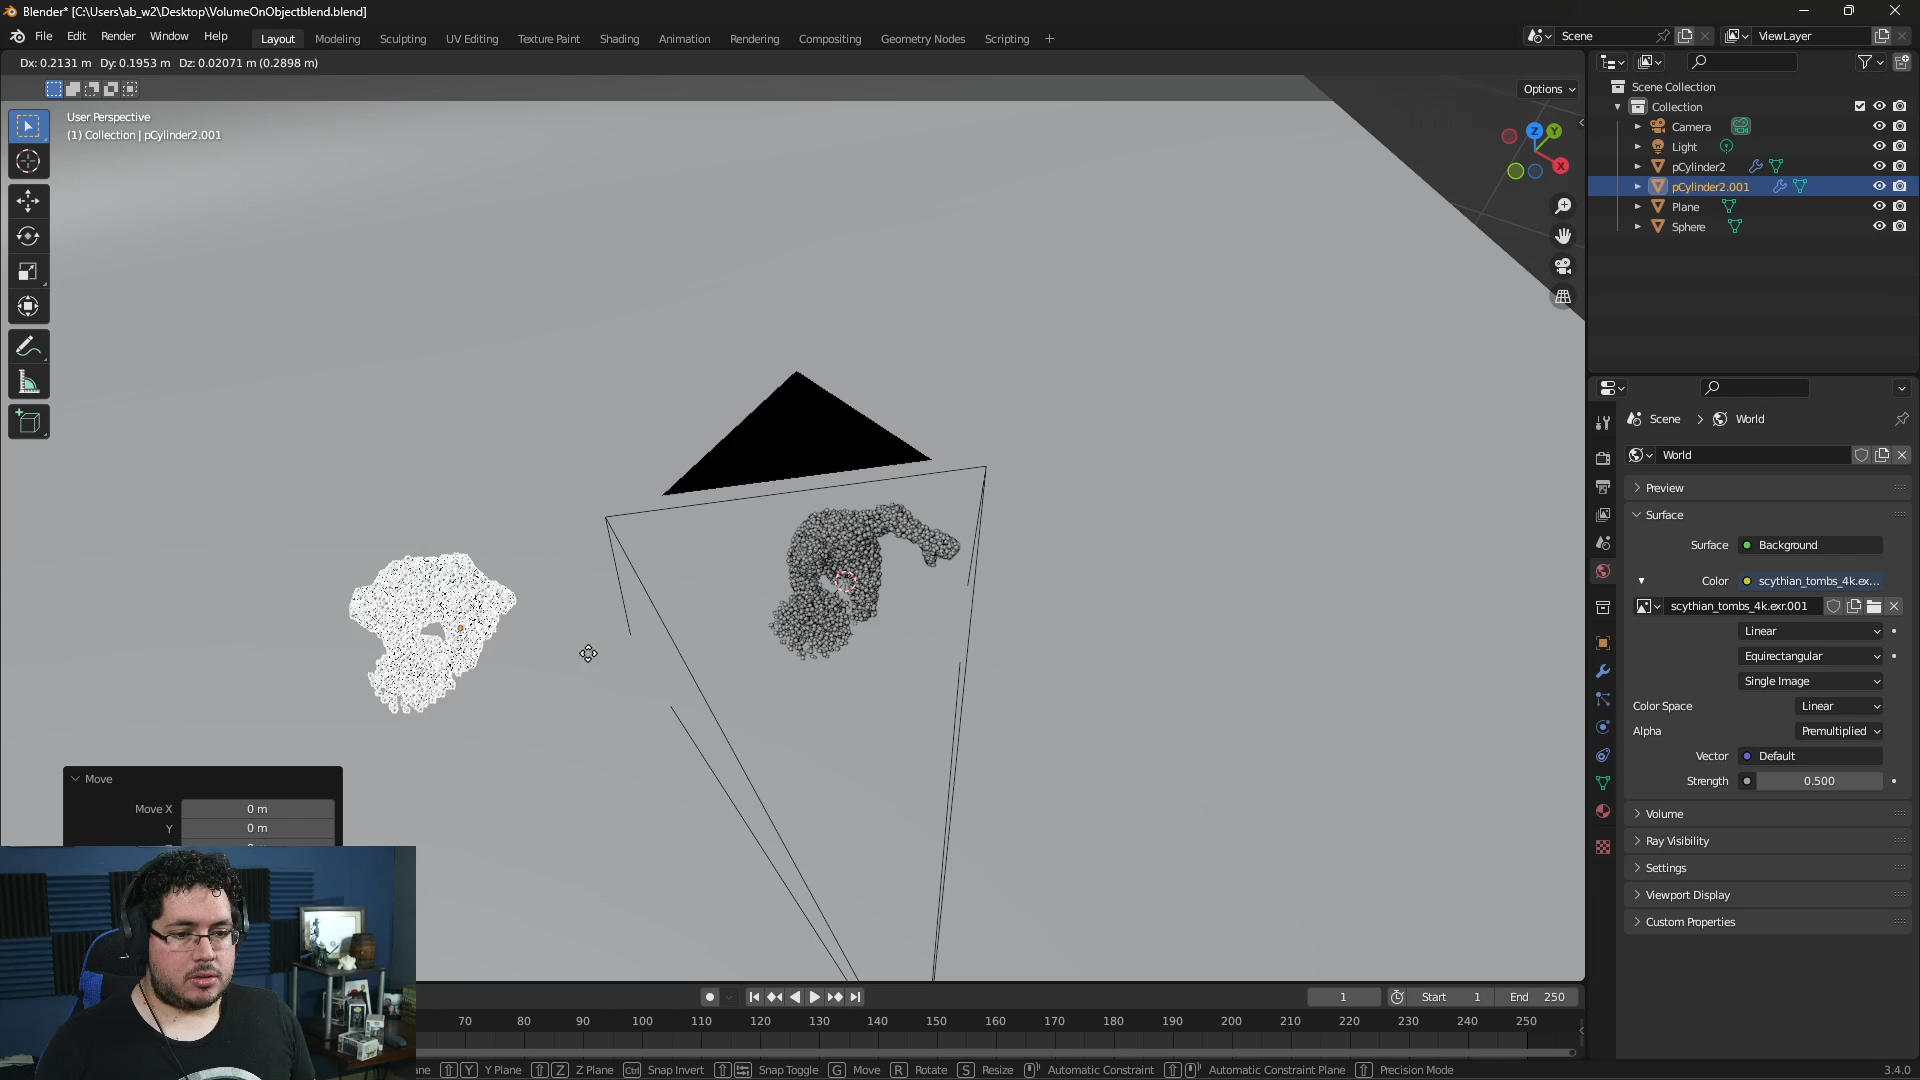 Blender* [C:\Users\ab_w2\Desktop\VolumeOnObjectblend.blend]
File Edit Render Window Help Layout Modeling Sculpting UV Editing Texture Paint Shading Animation Rendering Compositing Geometry Nodes Scripting +
Scene
ViewLayer
Dx: 0.2131 m Dy: 0.1953 m Dz: 0.02071 m (0.2898 m)
Options
User Perspective
(1) Collection | pCylinder2.001
Z
Y
X
Scene Collection
Collection
Camera
Light
pCylinder2
pCylinder2.001
Plane
Sphere
Scene > World
World
Preview
Surface
Surface Background
Color scythian_tombs_4k.ex...
scythian_tombs_4k.exr.001
Linear
Equirectangular
Single Image
Color Space Linear
Alpha Premultiplied
Vector Default
Strength 0.500
Volume
Ray Visibility
Settings
Viewport Display
Custom Properties
Move
Move X 0 m
Y 0 m
1 Start 1 End 250
70 80 90 100 110 120 130 140 150 160 170 180 190 200 210 220 230 240 250
ane Y Y Plane Z Z Plane Ctrl Snap Invert Snap Toggle G Move R Rotate S Resize Automatic Constraint Automatic Constraint Plane Precision Mode
3.4.0